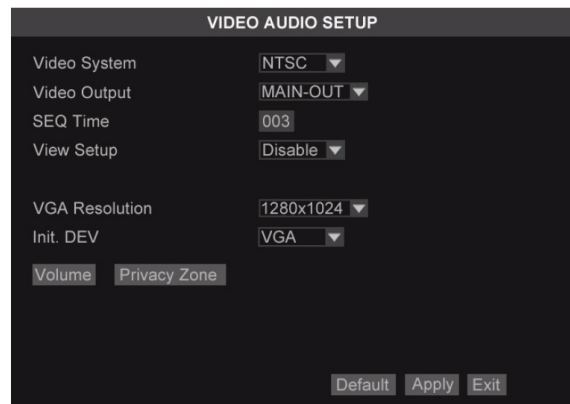 VIDEO AUDIO SETUP
Video System NTSC
Video Output MAIN-OUT
SEQ Time 003
View Setup Disable
VGA Resolution 1280x1024
Init. DEV VGA
Volume Privacy Zone
Default Apply Exit